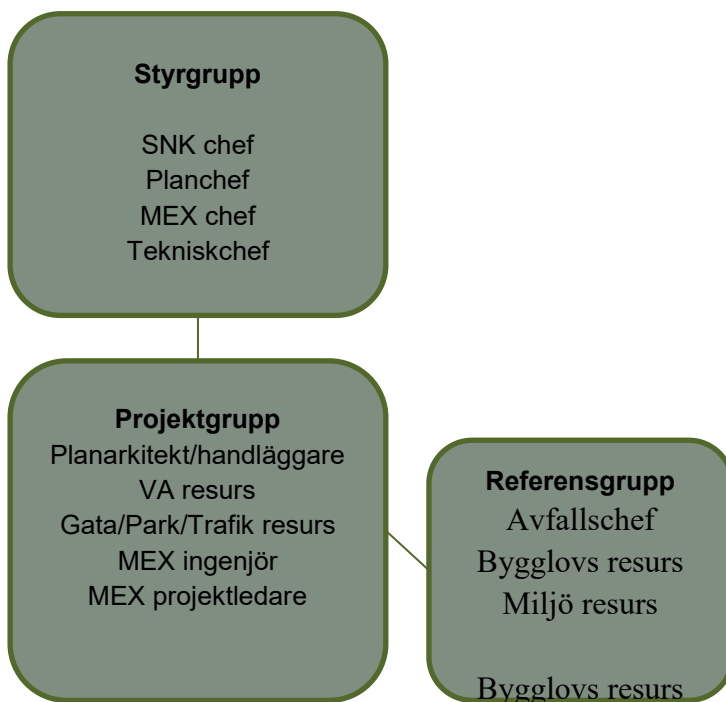 Styrgrupp
SNK chef
Planchef
MEX chef
Tekniskchef
Projektgrupp
Planarkitekt/handläggare
VA resurs
Gata/Park/Trafik resurs
MEX ingenjör
MEX projektledare
Referensgrupp
Avfallschef
Bygglovs resurs
Miljö resurs
Bygglovs resurs